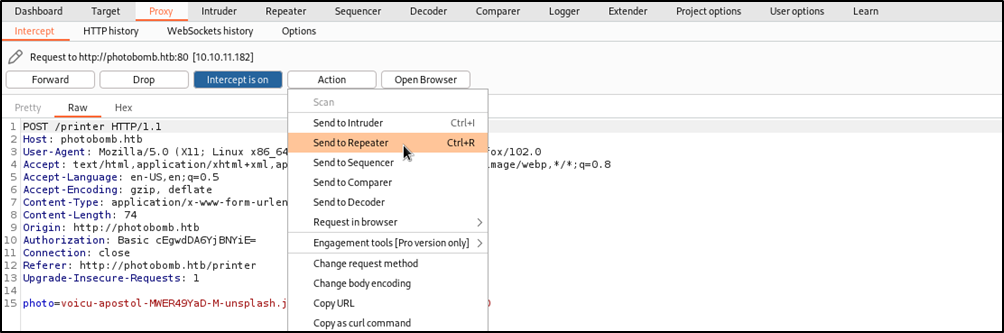 Dashboard Target Proxy Intruder Repeater Sequencer Decoder Comparer Logger Extender Project options User options Learn
Intercept HTTP history WebSockets history Options
Request to http://photobomb.htb:80 [10.10.11.182]
Forward Drop Intercept is on Action Open Browser
Scan
Pretty Raw Hex
Send to Intruder Ctrl+I
1 POST /printer HTTP/1.1
2 Host: photobomb.htb
Send to Repeater Ctrl+R
3 User-Agent: Mozilla/5.0 (X11; Linux x86_64 fox/102.0
Send to Sequencer
4 Accept: text/html,application/xhtml+xml,ap mage/webp,*/*;q=0.8
5 Accept-Language: en-US,en;q=0.5
Send to Comparer
6 Accept-Encoding: gzip, deflate
7 Content-Type: application/x-www-form-urlen
Send to Decoder
8 Content-Length: 74
Request in browser
9 Origin: http://photobomb.htb
10 Authorization: Basic cEgwdDA6YjBNYiE=
Engagement tools [Pro version only]
11 Connection: close
12 Referer: http://photobomb.htb/printer
Change request method
13 Upgrade-Insecure-Requests: 1
Change body encoding
14
15 photo=voicu-apostol-MWER49YaD-M-unsplash.j 0
Copy URL
Copy as curl command